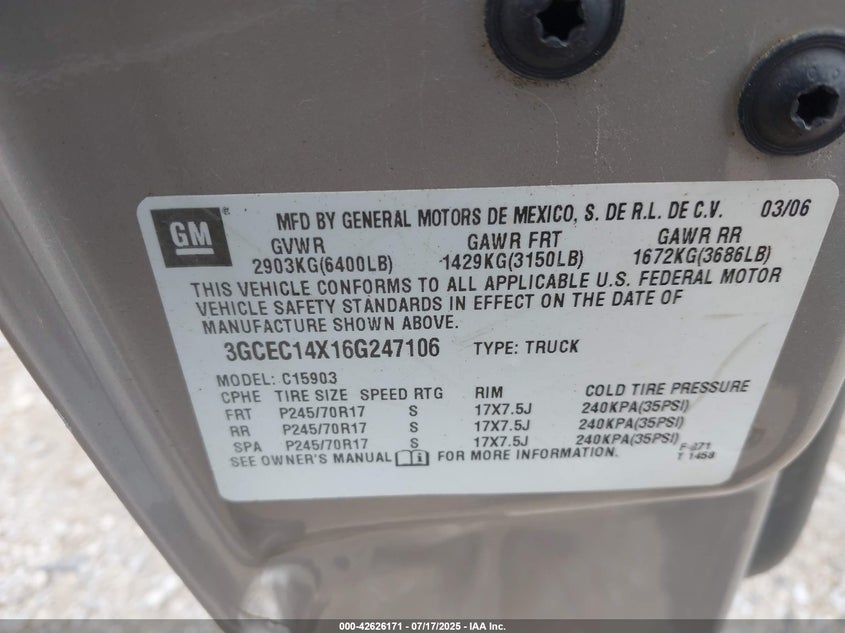 GM ® MFD BY GENERAL MOTORS DE MEXICO, S. DE R.L. DE C.V. 03/06
GVWR GAWR FRT GAWR RR
2903KG(6400LB) 1429KG(3150LB) 1672KG(3686LB)
THIS VEHICLE CONFORMS TO ALL APPLICABLE U.S. FEDERAL MOTOR
VEHICLE SAFETY STANDARDS IN EFFECT ON THE DATE OF
MANUFACTURE SHOWN ABOVE.
3GCEC14X16G247106 TYPE: TRUCK
MODEL: C15903
CPHE TIRE SIZE SPEED RTG RIM COLD TIRE PRESSURE
FRT P245/70R17 S 17X7.5J 240KPA(35PSI)
RR P245/70R17 S 17X7.5J 240KPA(35PSI)
SPA P245/70R17 S 17X7.5J 240KPA(35PSI)
SEE OWNER'S MANUAL FOR MORE INFORMATION.
T 1458
000-42626171 | 07/17/2025 | IAA Inc.